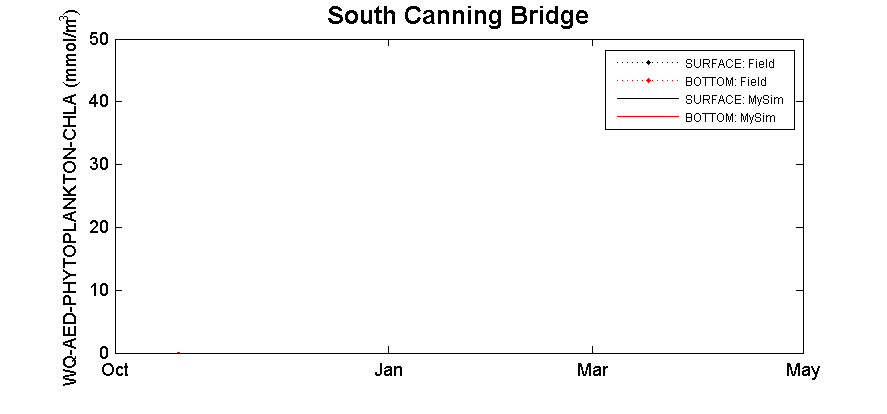 South Canning Bridge
WQ-AED-PHYTOPLANKTON-CHLA (mmol/m³)
50
40
30
20
10
0
Oct
Jan
Mar
May
SURFACE: Field
BOTTOM: Field
SURFACE: MySim
BOTTOM: MySim